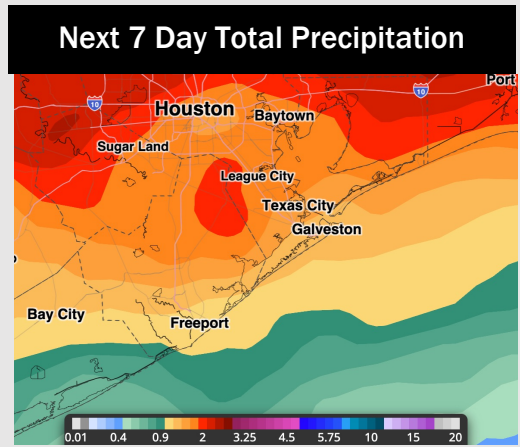 Next 7 Day Total Precipitation
Port
10
10
Houston
Baytown
Sugar Land
League City
Texas City
Galveston
Bay City
Freeport
0.01 0.4 0.9 2 3.25 4.5 5.75 10 15 20